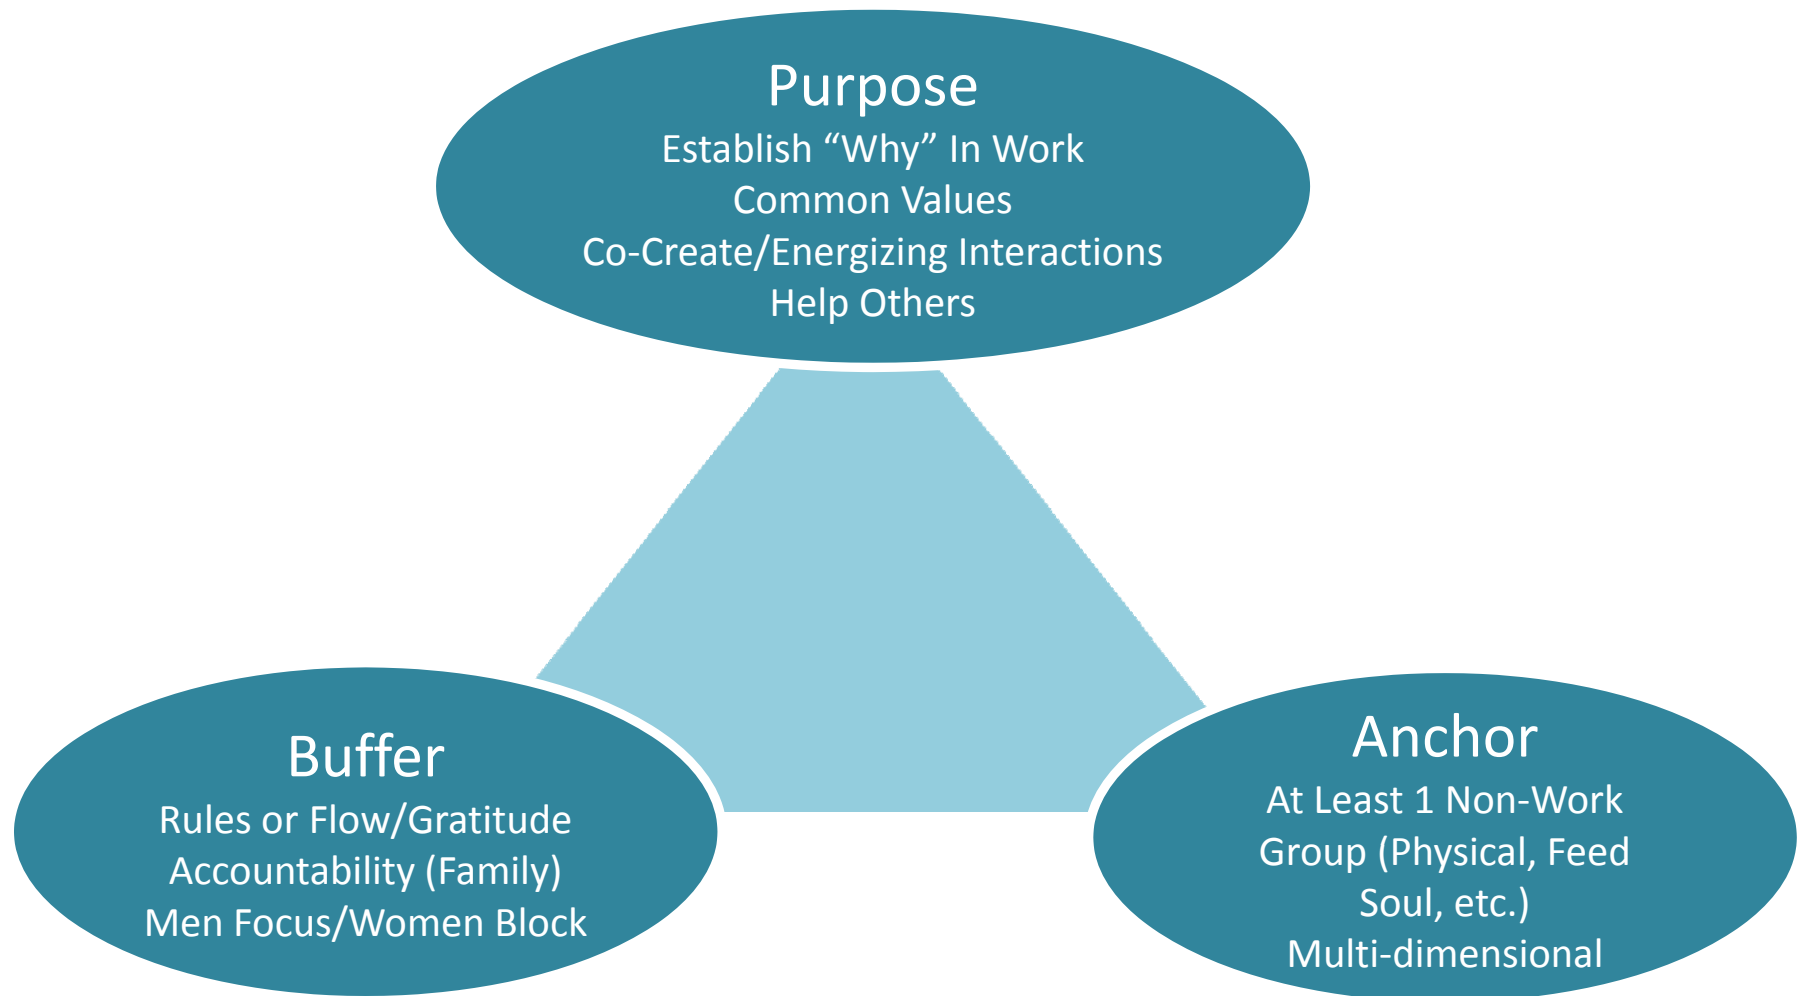 Purpose
Establish “Why” In Work
Common Values
Co-Create/Energizing Interactions
Help Others
Buffer
Rules or Flow/Gratitude
Accountability (Family)
Men Focus/Women Block
Anchor
At Least 1 Non-Work
Group (Physical, Feed
Soul, etc.)
Multi-dimensional